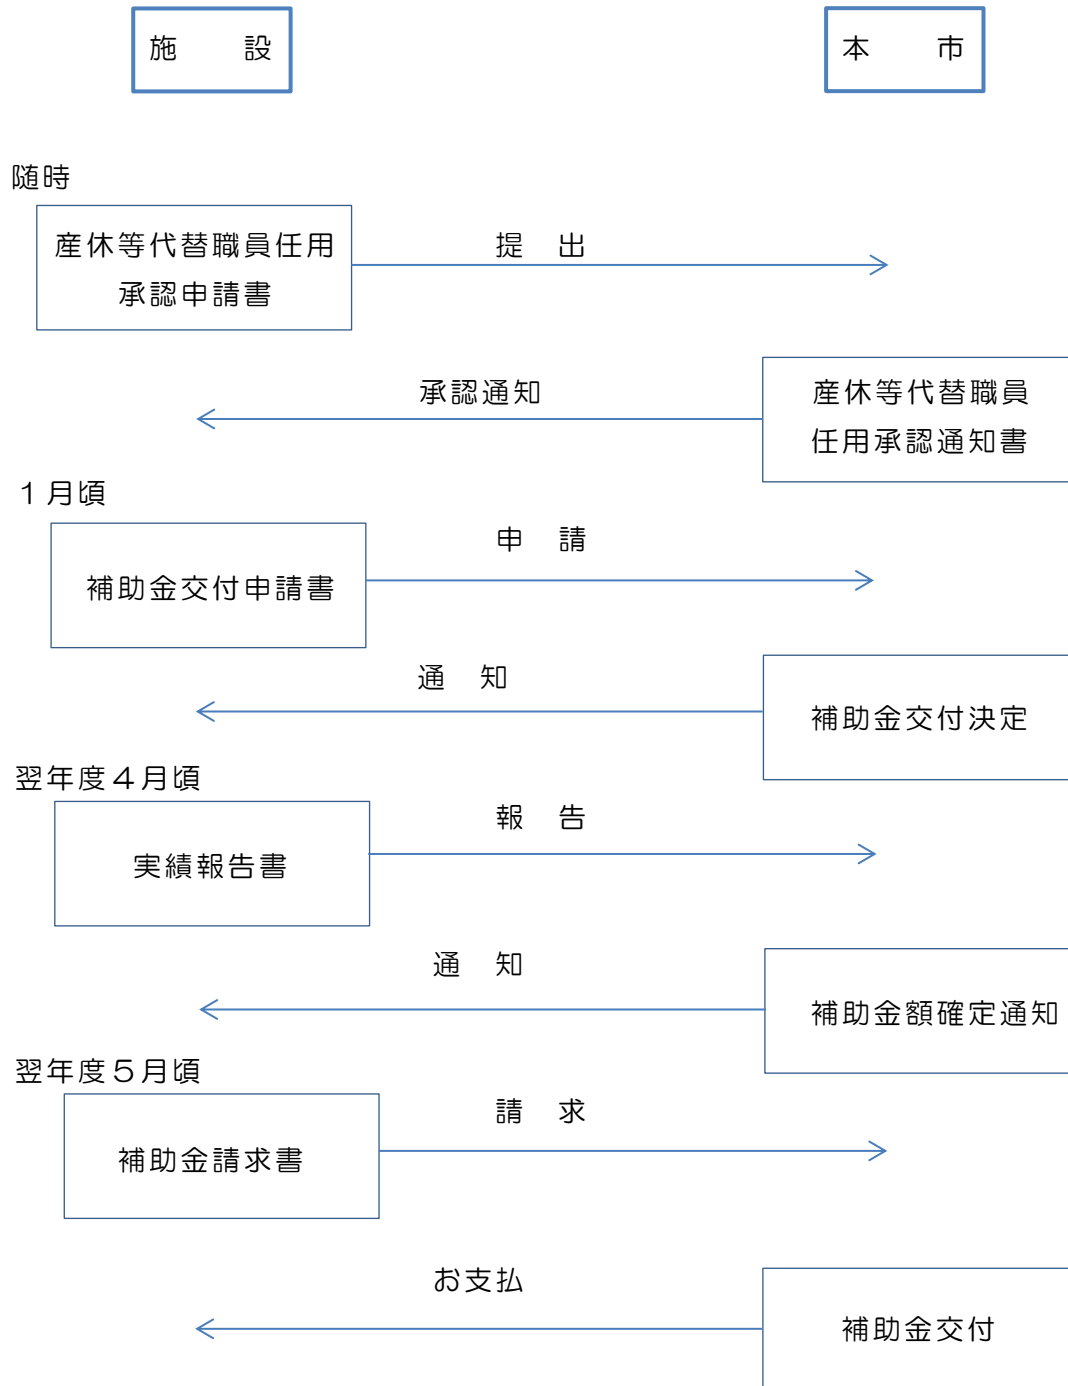 施　　設
本　　市
随時
産休等代替職員任用
承認申請書
提　出
承認通知
産休等代替職員
任用承認通知書
１月頃
補助金交付申請書
申　請
通　知
補助金交付決定
翌年度４月頃
実績報告書
報　告
通　知
補助金額確定通知
翌年度５月頃
補助金請求書
請　求
お支払
補助金交付